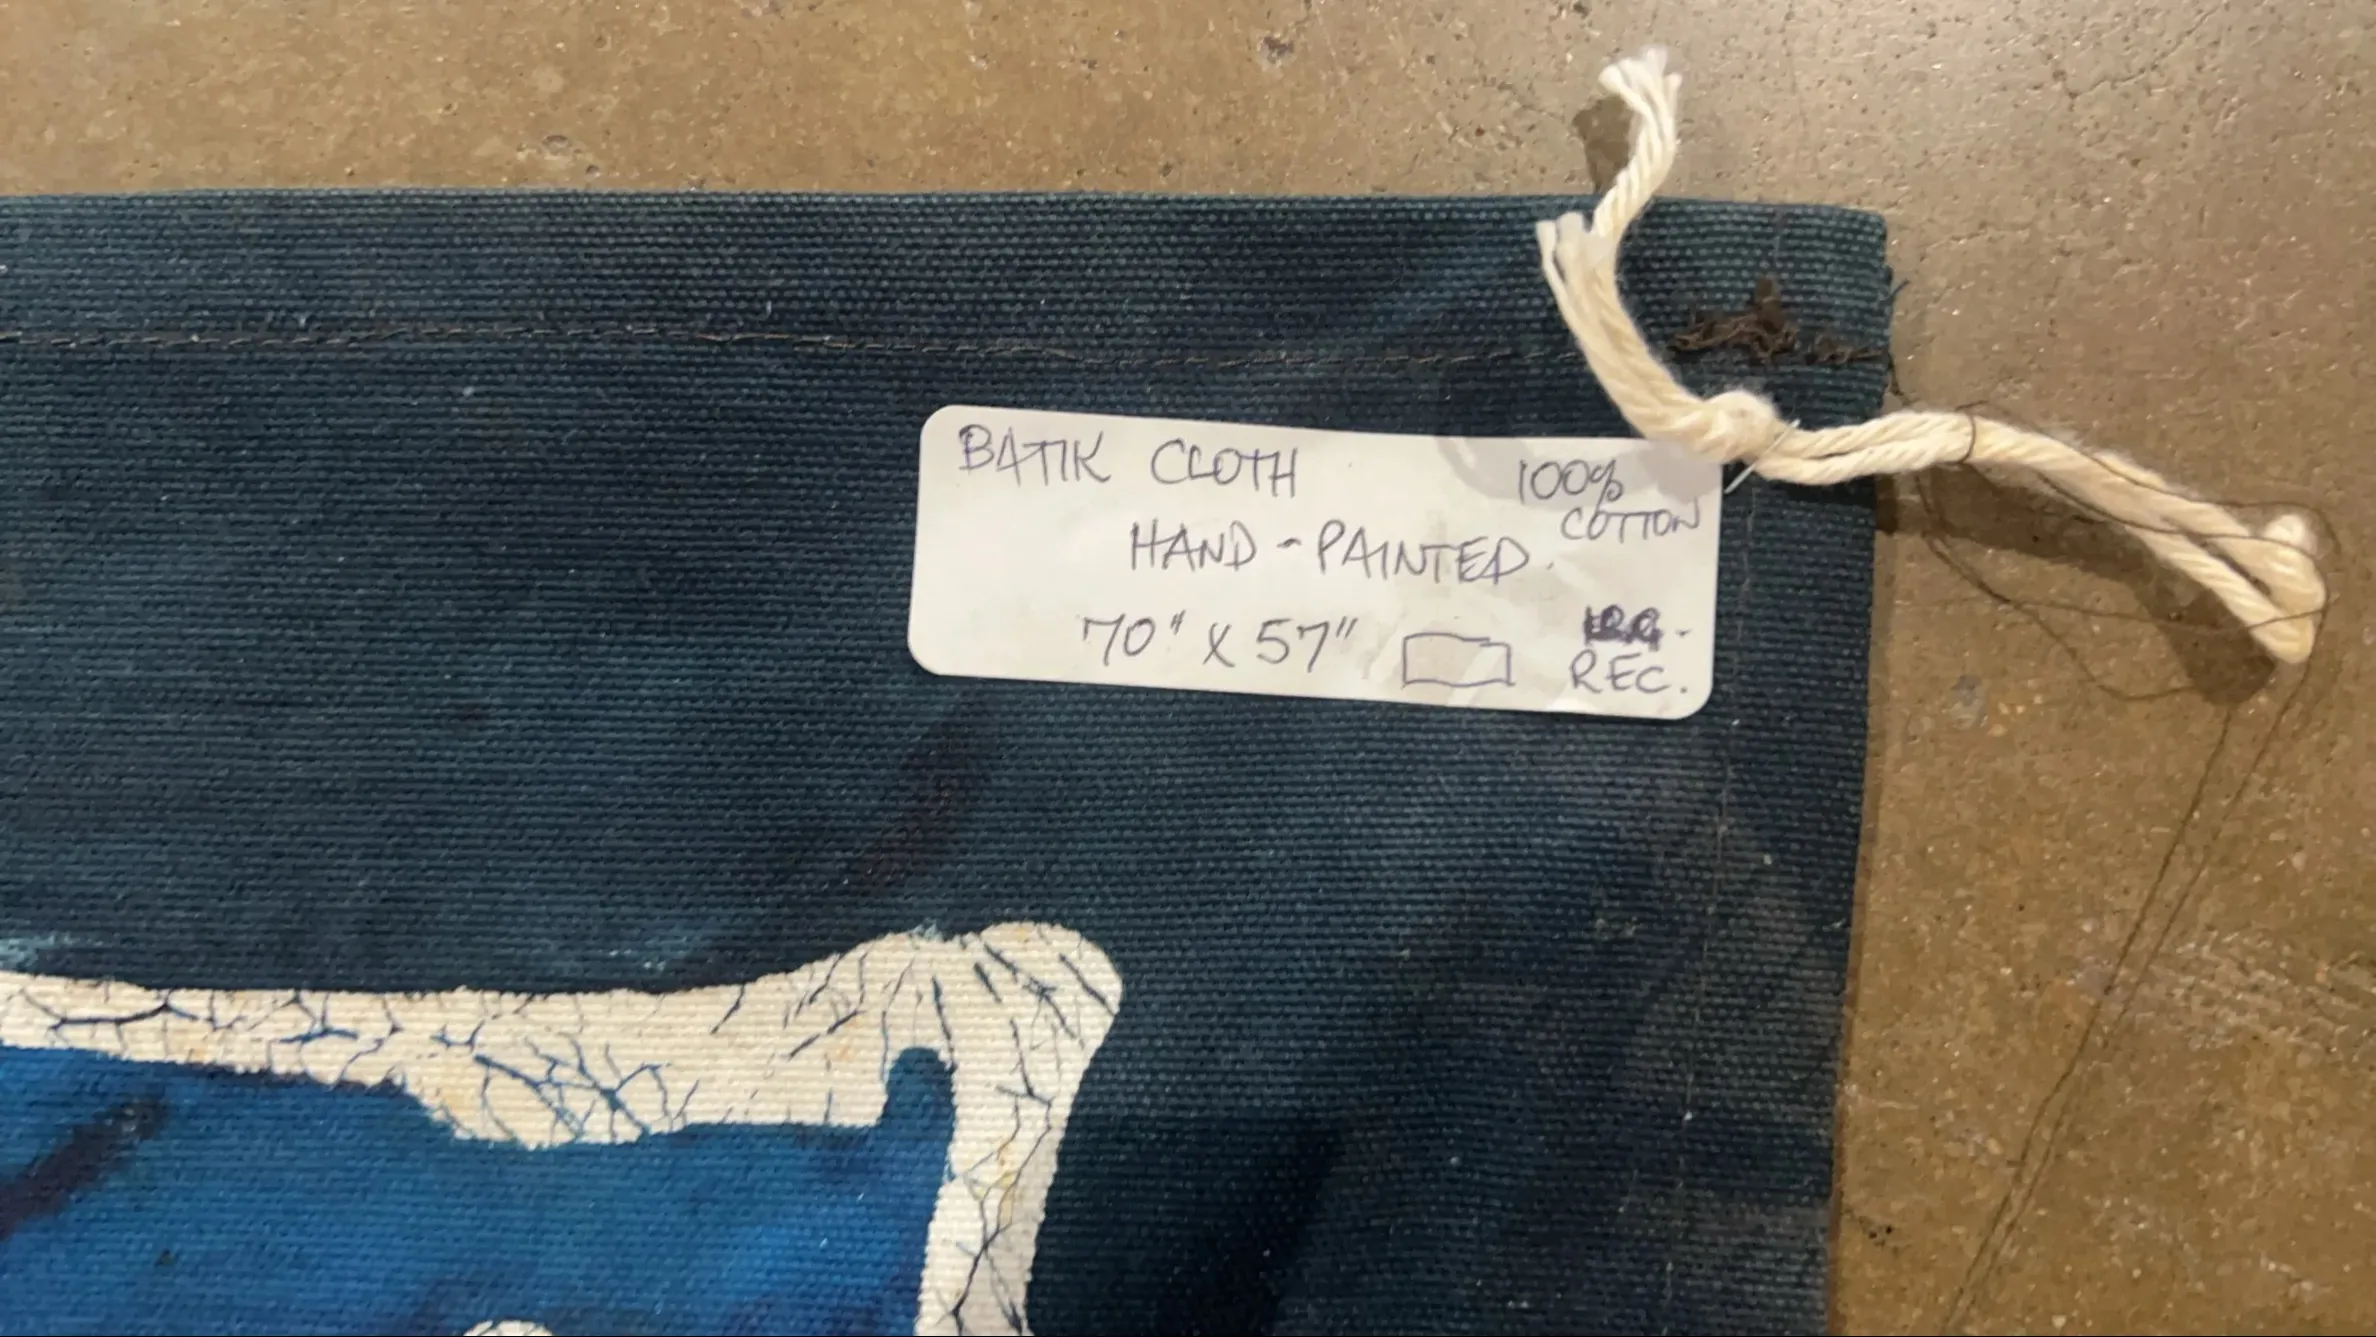 BATIK CLOTH
100% COTTON
HAND-PAINTED.
70" X 57"
REC.